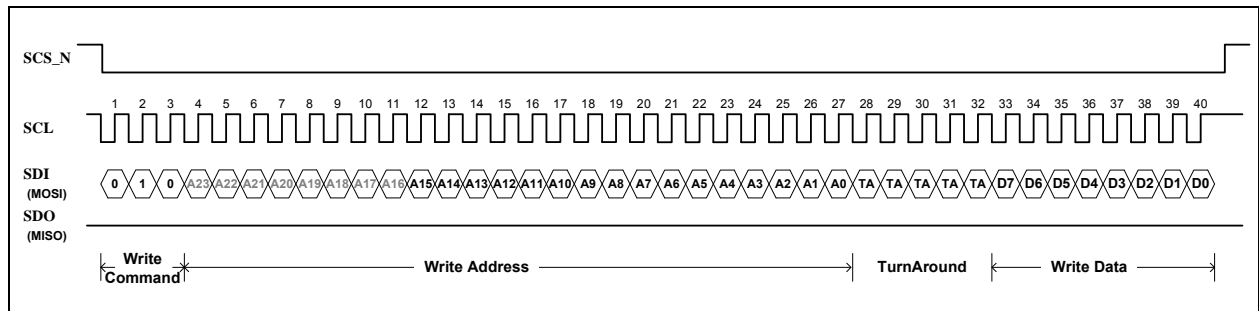 SCS_N
1 2 3 4 5 6 7 8 9 10 11 12 13 14 15 16 17 18 19 20 21 22 23 24 25 26 27 28 29 30 31 32 33 34 35 36 37 38 39 40
SCL
SDI 0 1 0 A23 A22 A21 A20 A19 A18 A17 A16 A15 A14 A13 A12 A11 A10 A9 A8 A7 A6 A5 A4 A3 A2 A1 A0 TA TA TA TA TA D7 D6 D5 D4 D3 D2 D1 D0
(MOSI)
SDO
(MISO)
Write Command Write Address TurnAround Write Data